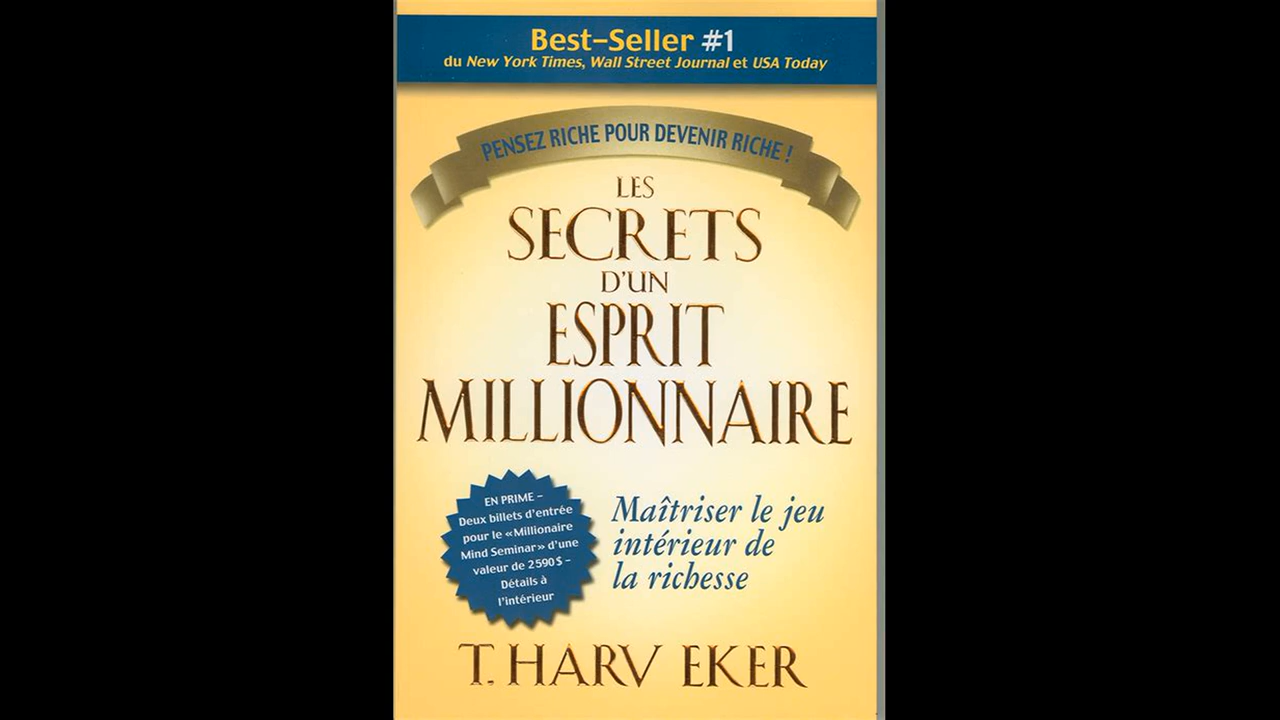 Best-Seller #1
du New York Times, Wall Street Journal et USA Today
PENSEZ RICHE POUR DEVENIR RICHE !
LES
SECRETS
D'UN
ESPRIT
MILLIONNAIRE
EN PRIME –
Deux billets d'entrée
pour le «Millionaire
Mind Seminar» d'une
valeur de 2590$ –
Détails à
l'intérieur
Maîtriser le jeu
intérieur de
la richesse
T. HARV EKER